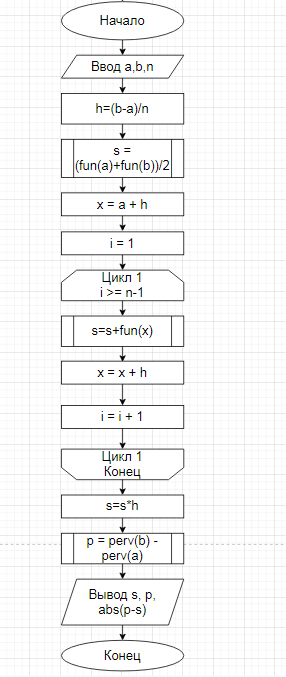 Начало
Ввод a,b,n
h=(b-a)/n
s =
(fun(a)+fun(b))/2
x = a + h
i = 1
Цикл 1
i >= n-1
s=s+fun(x)
x = x + h
i = i + 1
Цикл 1
Конец
s=s*h
p = perv(b) -
perv(a)
Вывод s, p,
abs(p-s)
Конец